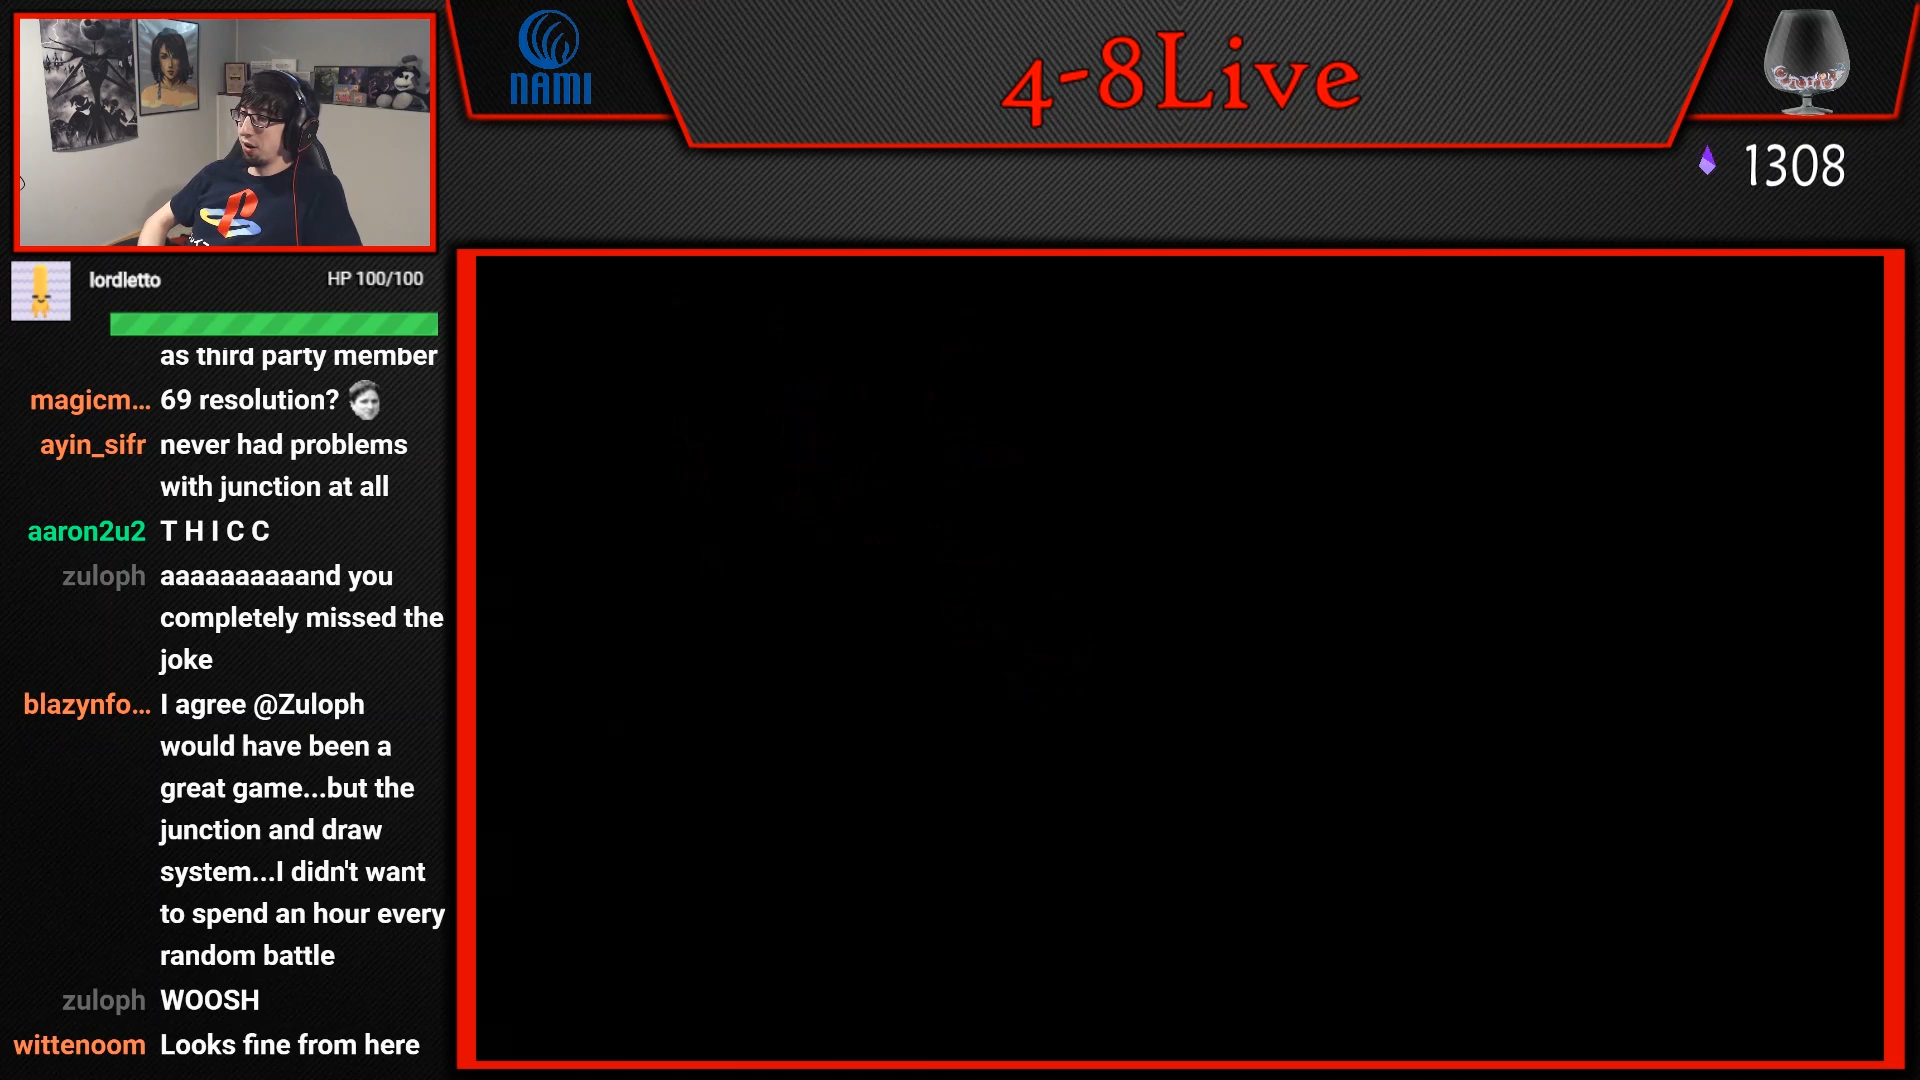 NAMI
4-8Live
1308
lordletto
HP 100/100
as third party member
magicm... 69 resolution?
ayin_sifr never had problems
with junction at all
aaron2u2 T H I C C
zuloph aaaaaaaaaand you
completely missed the
joke
blazynfo... I agree @Zuloph
would have been a
great game...but the
junction and draw
system...I didn't want
to spend an hour every
random battle
zuloph WOOSH
wittenoom Looks fine from here